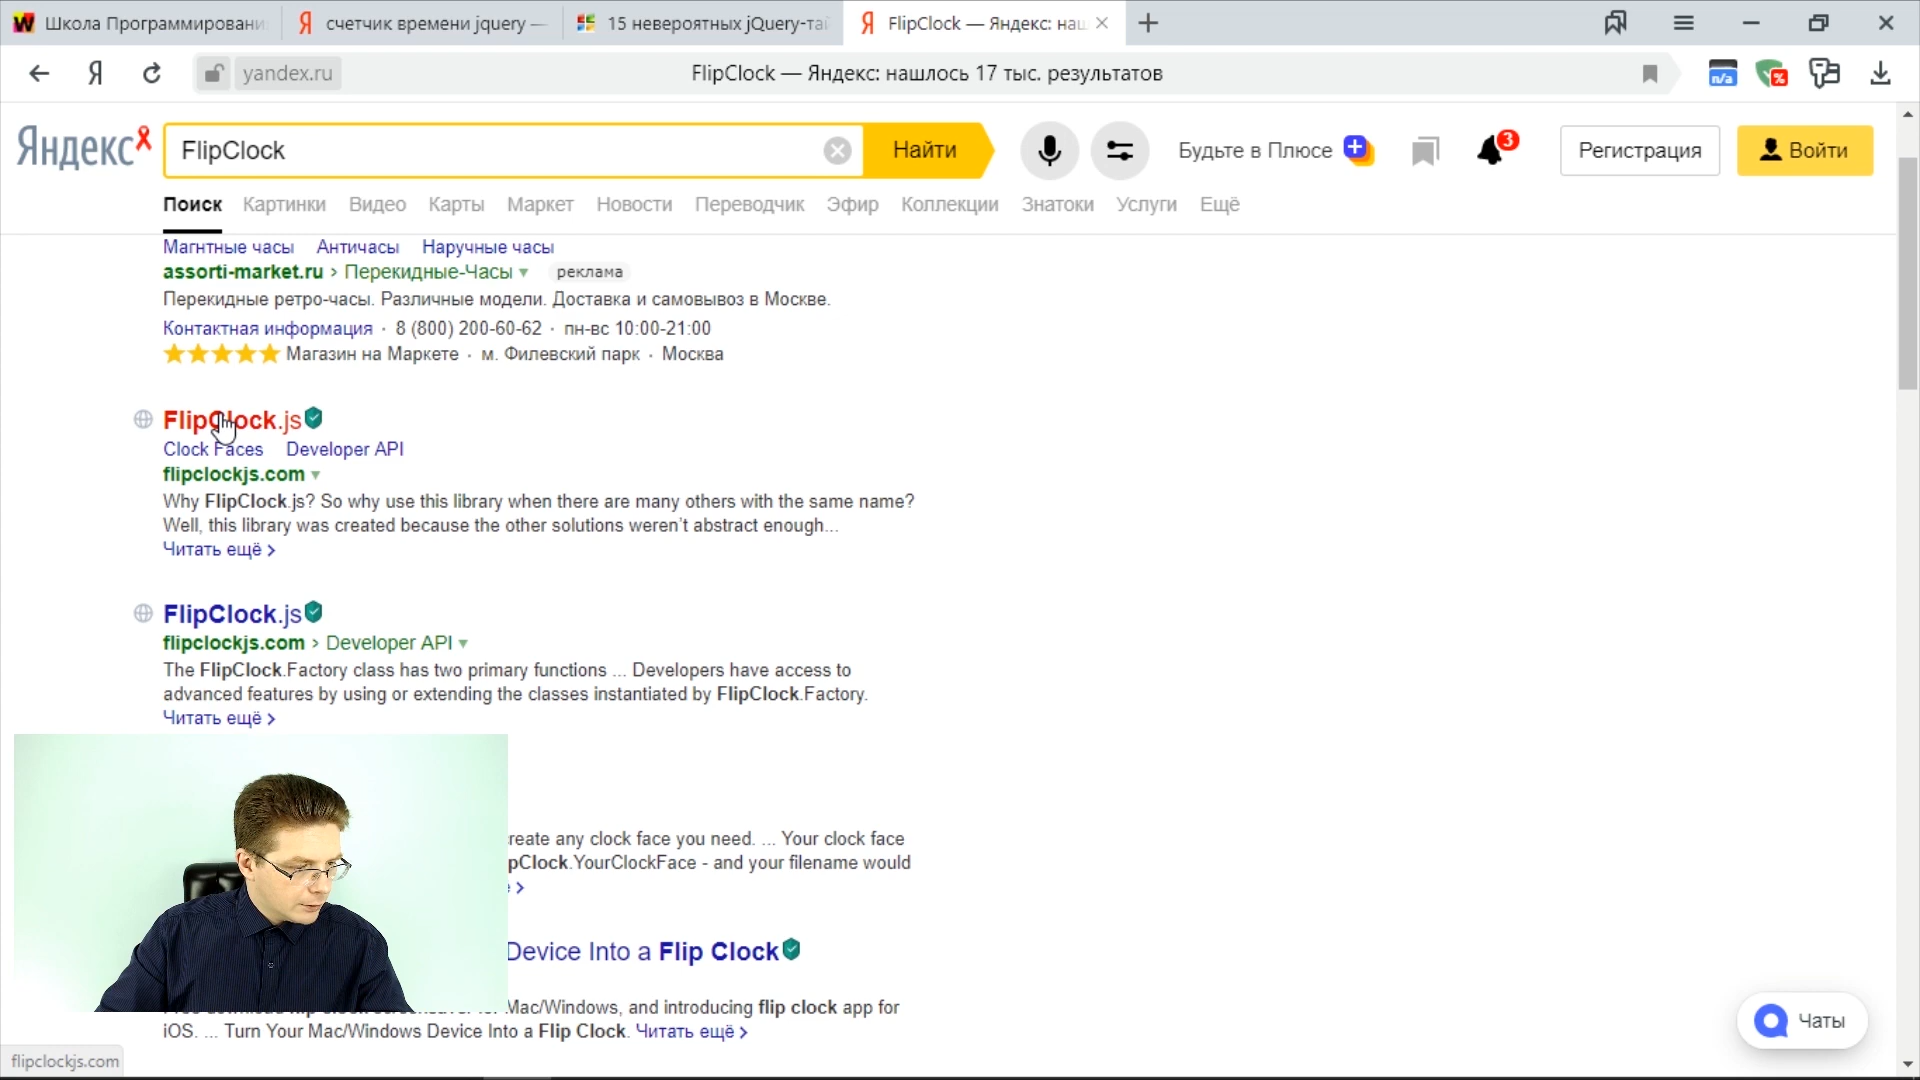 Школа Программировани
счетчик времени jquery —
15 невероятных jQuery-тай
FlipClock — Яндекс: наш
yandex.ru
FlipClock — Яндекс: нашлось 17 тыс. результатов
n/a
%
Яндекс
FlipClock
Найти
Будьте в Плюсе
3
Регистрация
Войти
Поиск Картинки Видео Карты Маркет Новости Переводчик Эфир Коллекции Знатоки Услуги Ещё
Магнтные часы Античасы Наручные часы
assorti-market.ru › Перекидные-Часы реклама
Перекидные ретро-часы. Различные модели. Доставка и самовывоз в Москве.
Контактная информация · 8 (800) 200-60-62 · пн-вс 10:00-21:00
Магазин на Маркете · м. Филевский парк · Москва
FlipClock.js
Clock Faces Developer API
flipclockjs.com
Why FlipClock.js? So why use this library when there are many others with the same name?
Well, this library was created because the other solutions weren't abstract enough...
Читать ещё ›
FlipClock.js
flipclockjs.com › Developer API
The FlipClock.Factory class has two primary functions ... Developers have access to
advanced features by using or extending the classes instantiated by FlipClock.Factory.
Читать ещё ›
create any clock face you need. ... Your clock face
pClock.YourClockFace - and your filename would
Device Into a Flip Clock
Mac/Windows, and introducing flip clock app for
iOS. ... Turn Your Mac/Windows Device Into a Flip Clock. Читать ещё ›
Чаты
flipclockjs.com